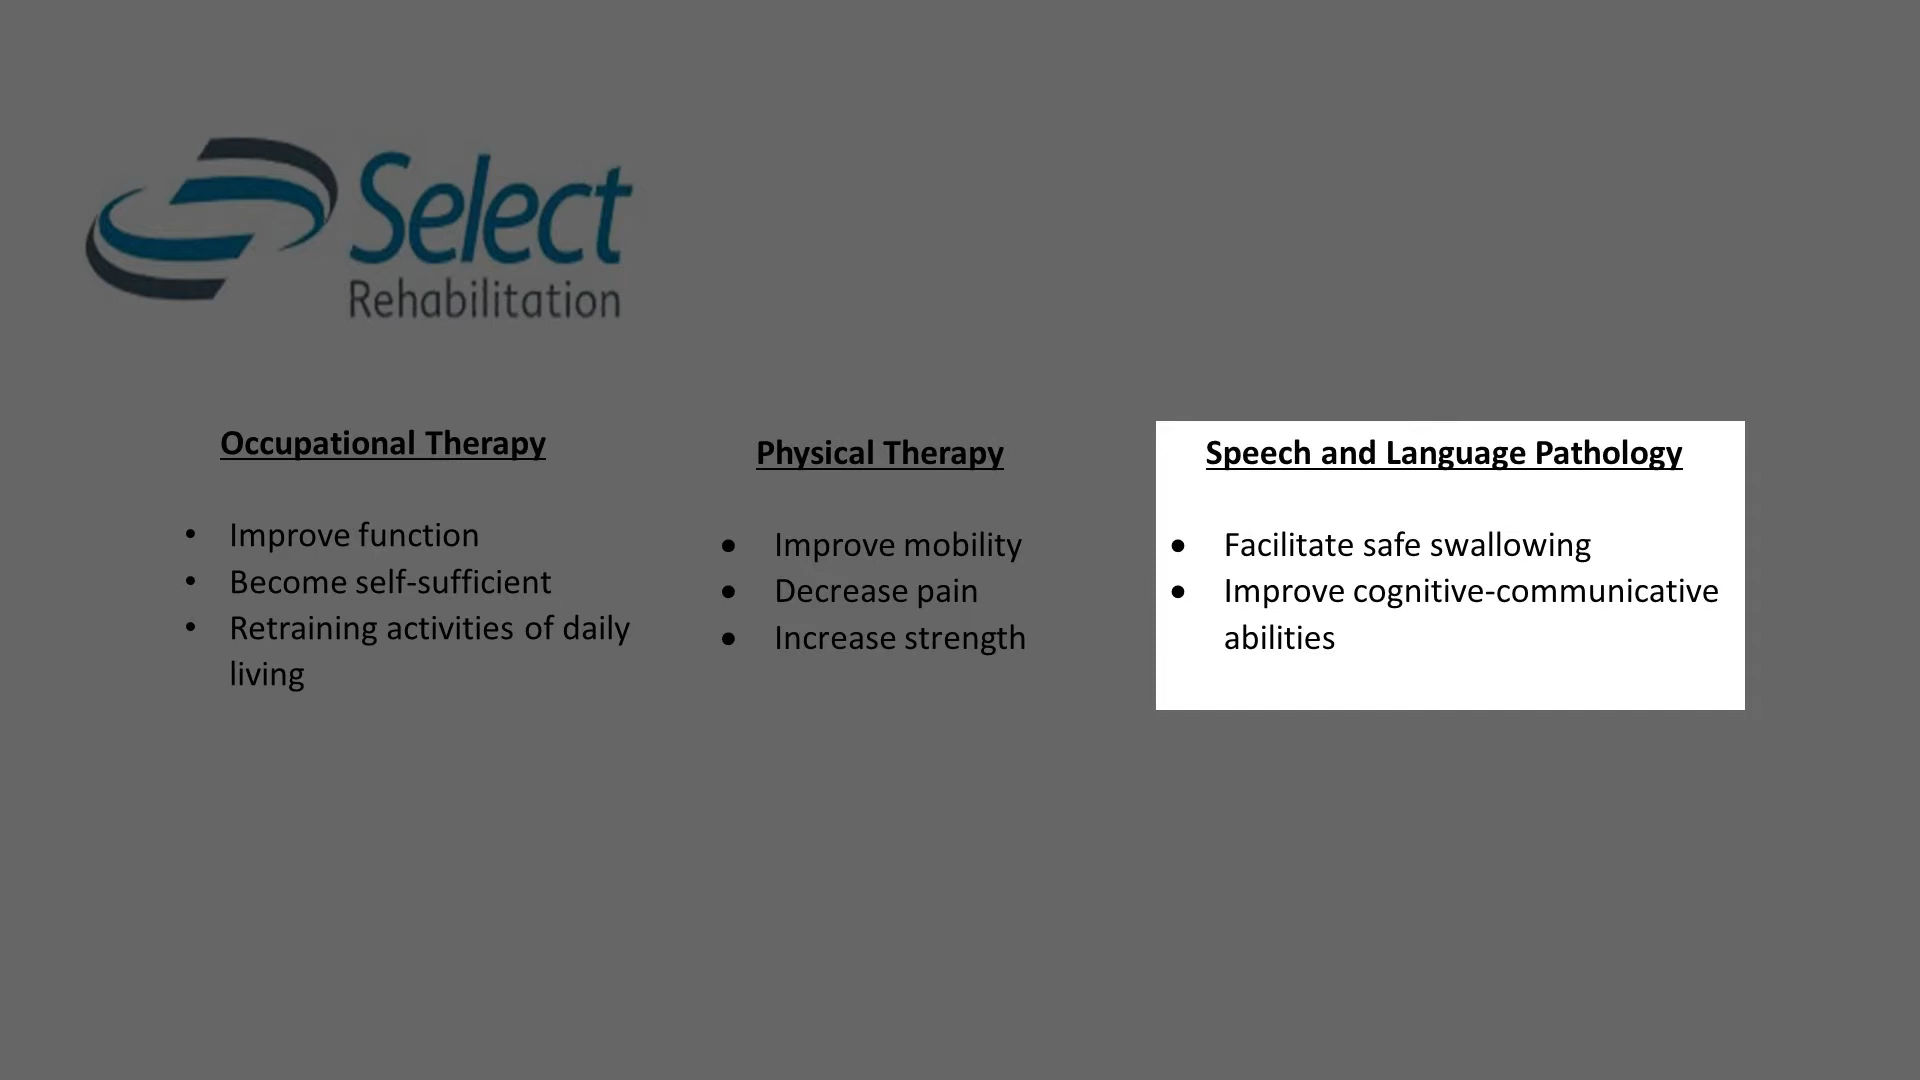 Select
Rehabilitation
Occupational Therapy
• Improve function
• Become self-sufficient
• Retraining activities of daily
living
Physical Therapy
• Improve mobility
• Decrease pain
• Increase strength
Speech and Language Pathology
• Facilitate safe swallowing
• Improve cognitive-communicative
abilities